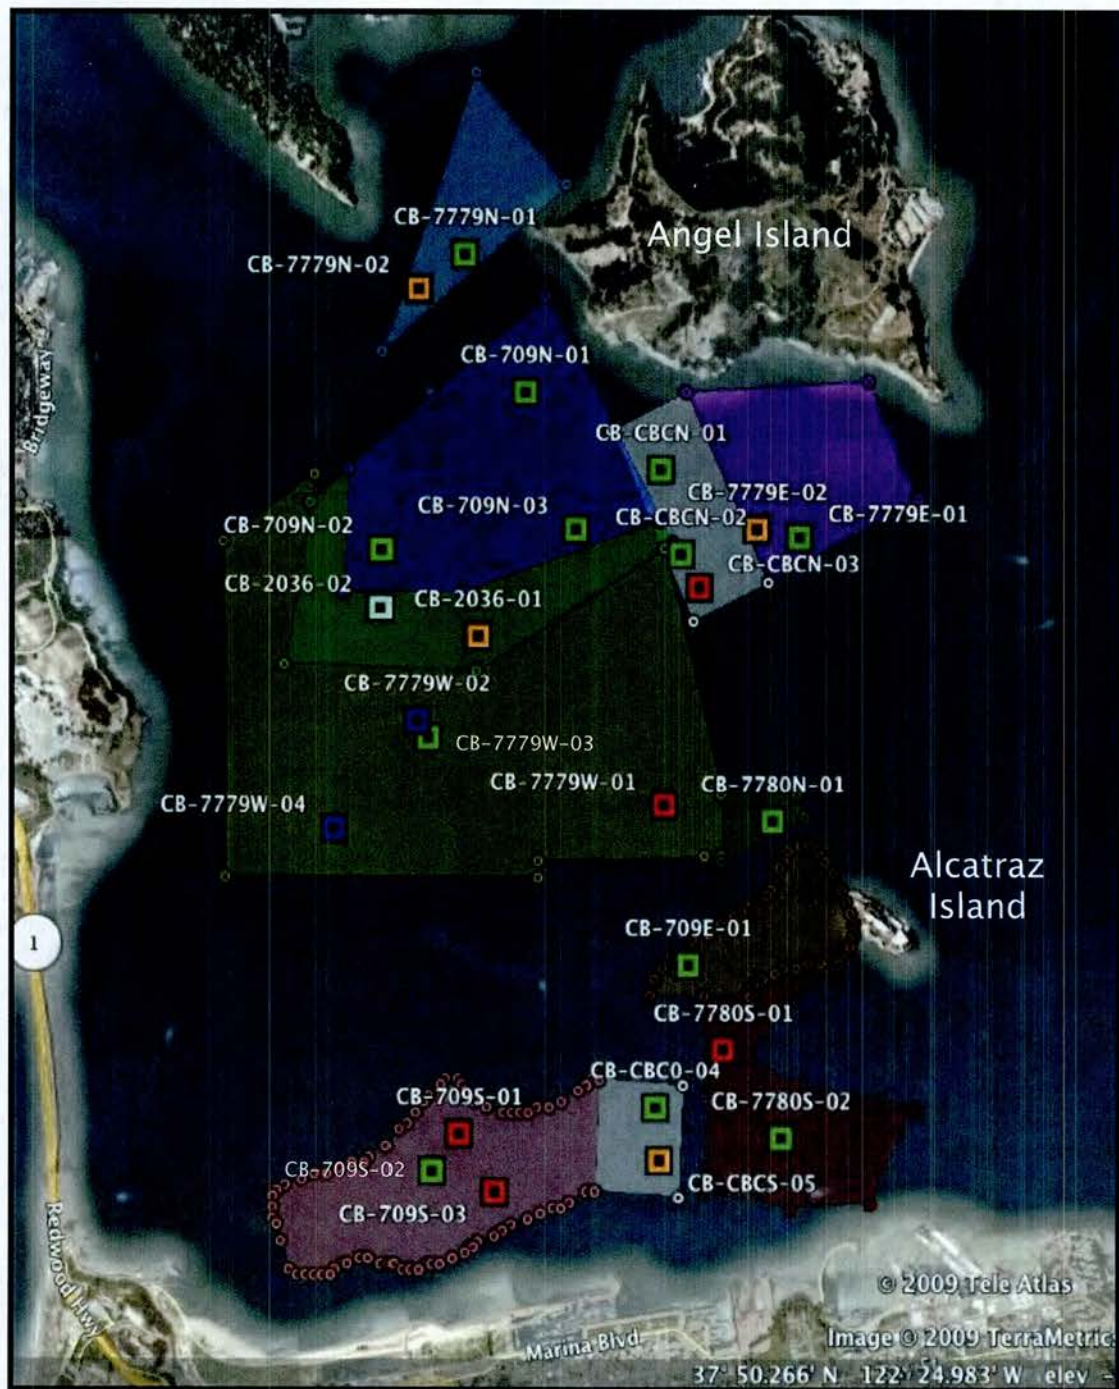 CB-7779N-01
Angel Island
CB-7779N-02
Bridgeway
CB-709N-01
CB-CBCN-01
CB-7779E-02
CB-709N-03
CB-CBCN-02
CB-7779E-01
CB-709N-02
CB-CBCN-03
CB-2036-02
CB-2036-01
CB-7779W-02
CB-7779W-03
CB-7779W-01
CB-7780N-01
CB-7779W-04
Alcatraz
Island
1
CB-709E-01
CB-7780S-01
CB-CBC0-04
CB-709S-01
CB-7780S-02
CB-709S-02
CB-CBCS-05
CB-709S-03
Redwood Hwy
© 2009 Tele Atlas
Marina Blvd
Image © 2009 TerraMetric
37° 50.266' N 122° 24.983' W elev